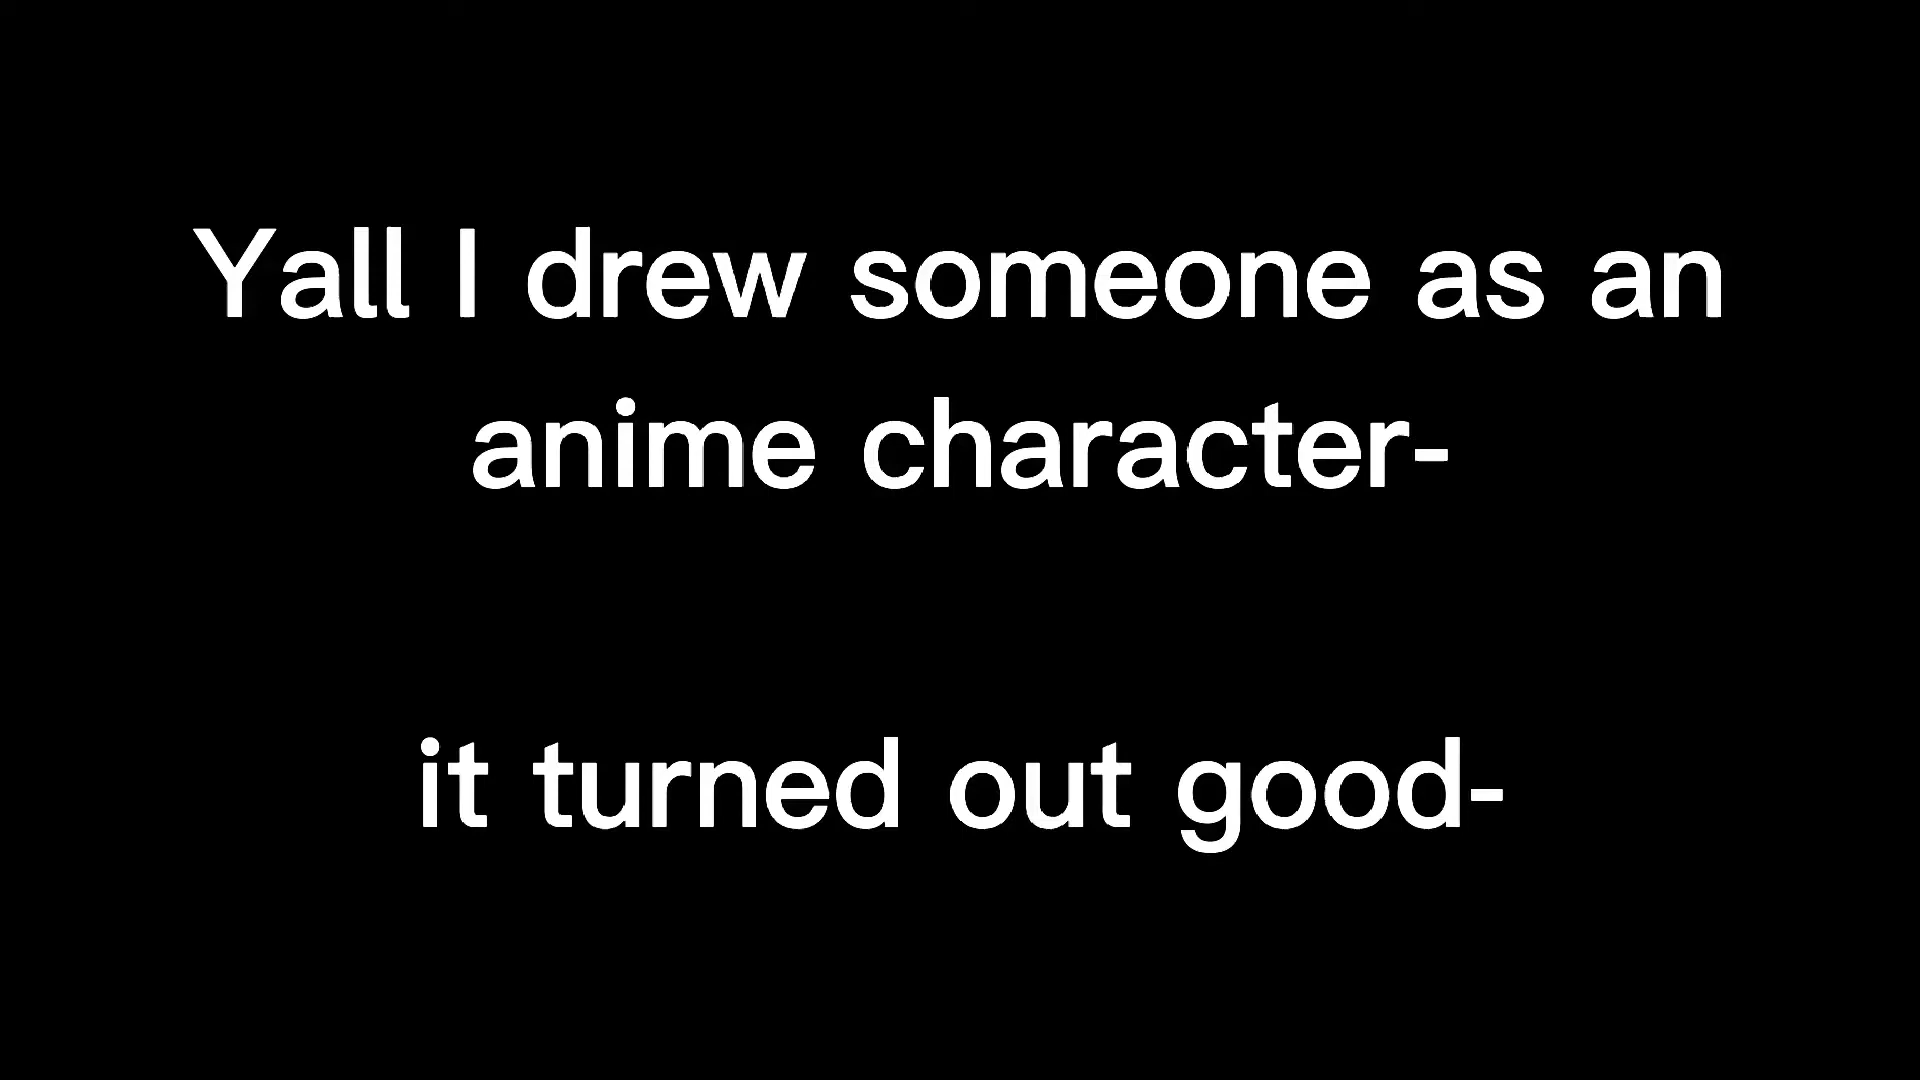 Yall I drew someone as an
anime character-
it turned out good-